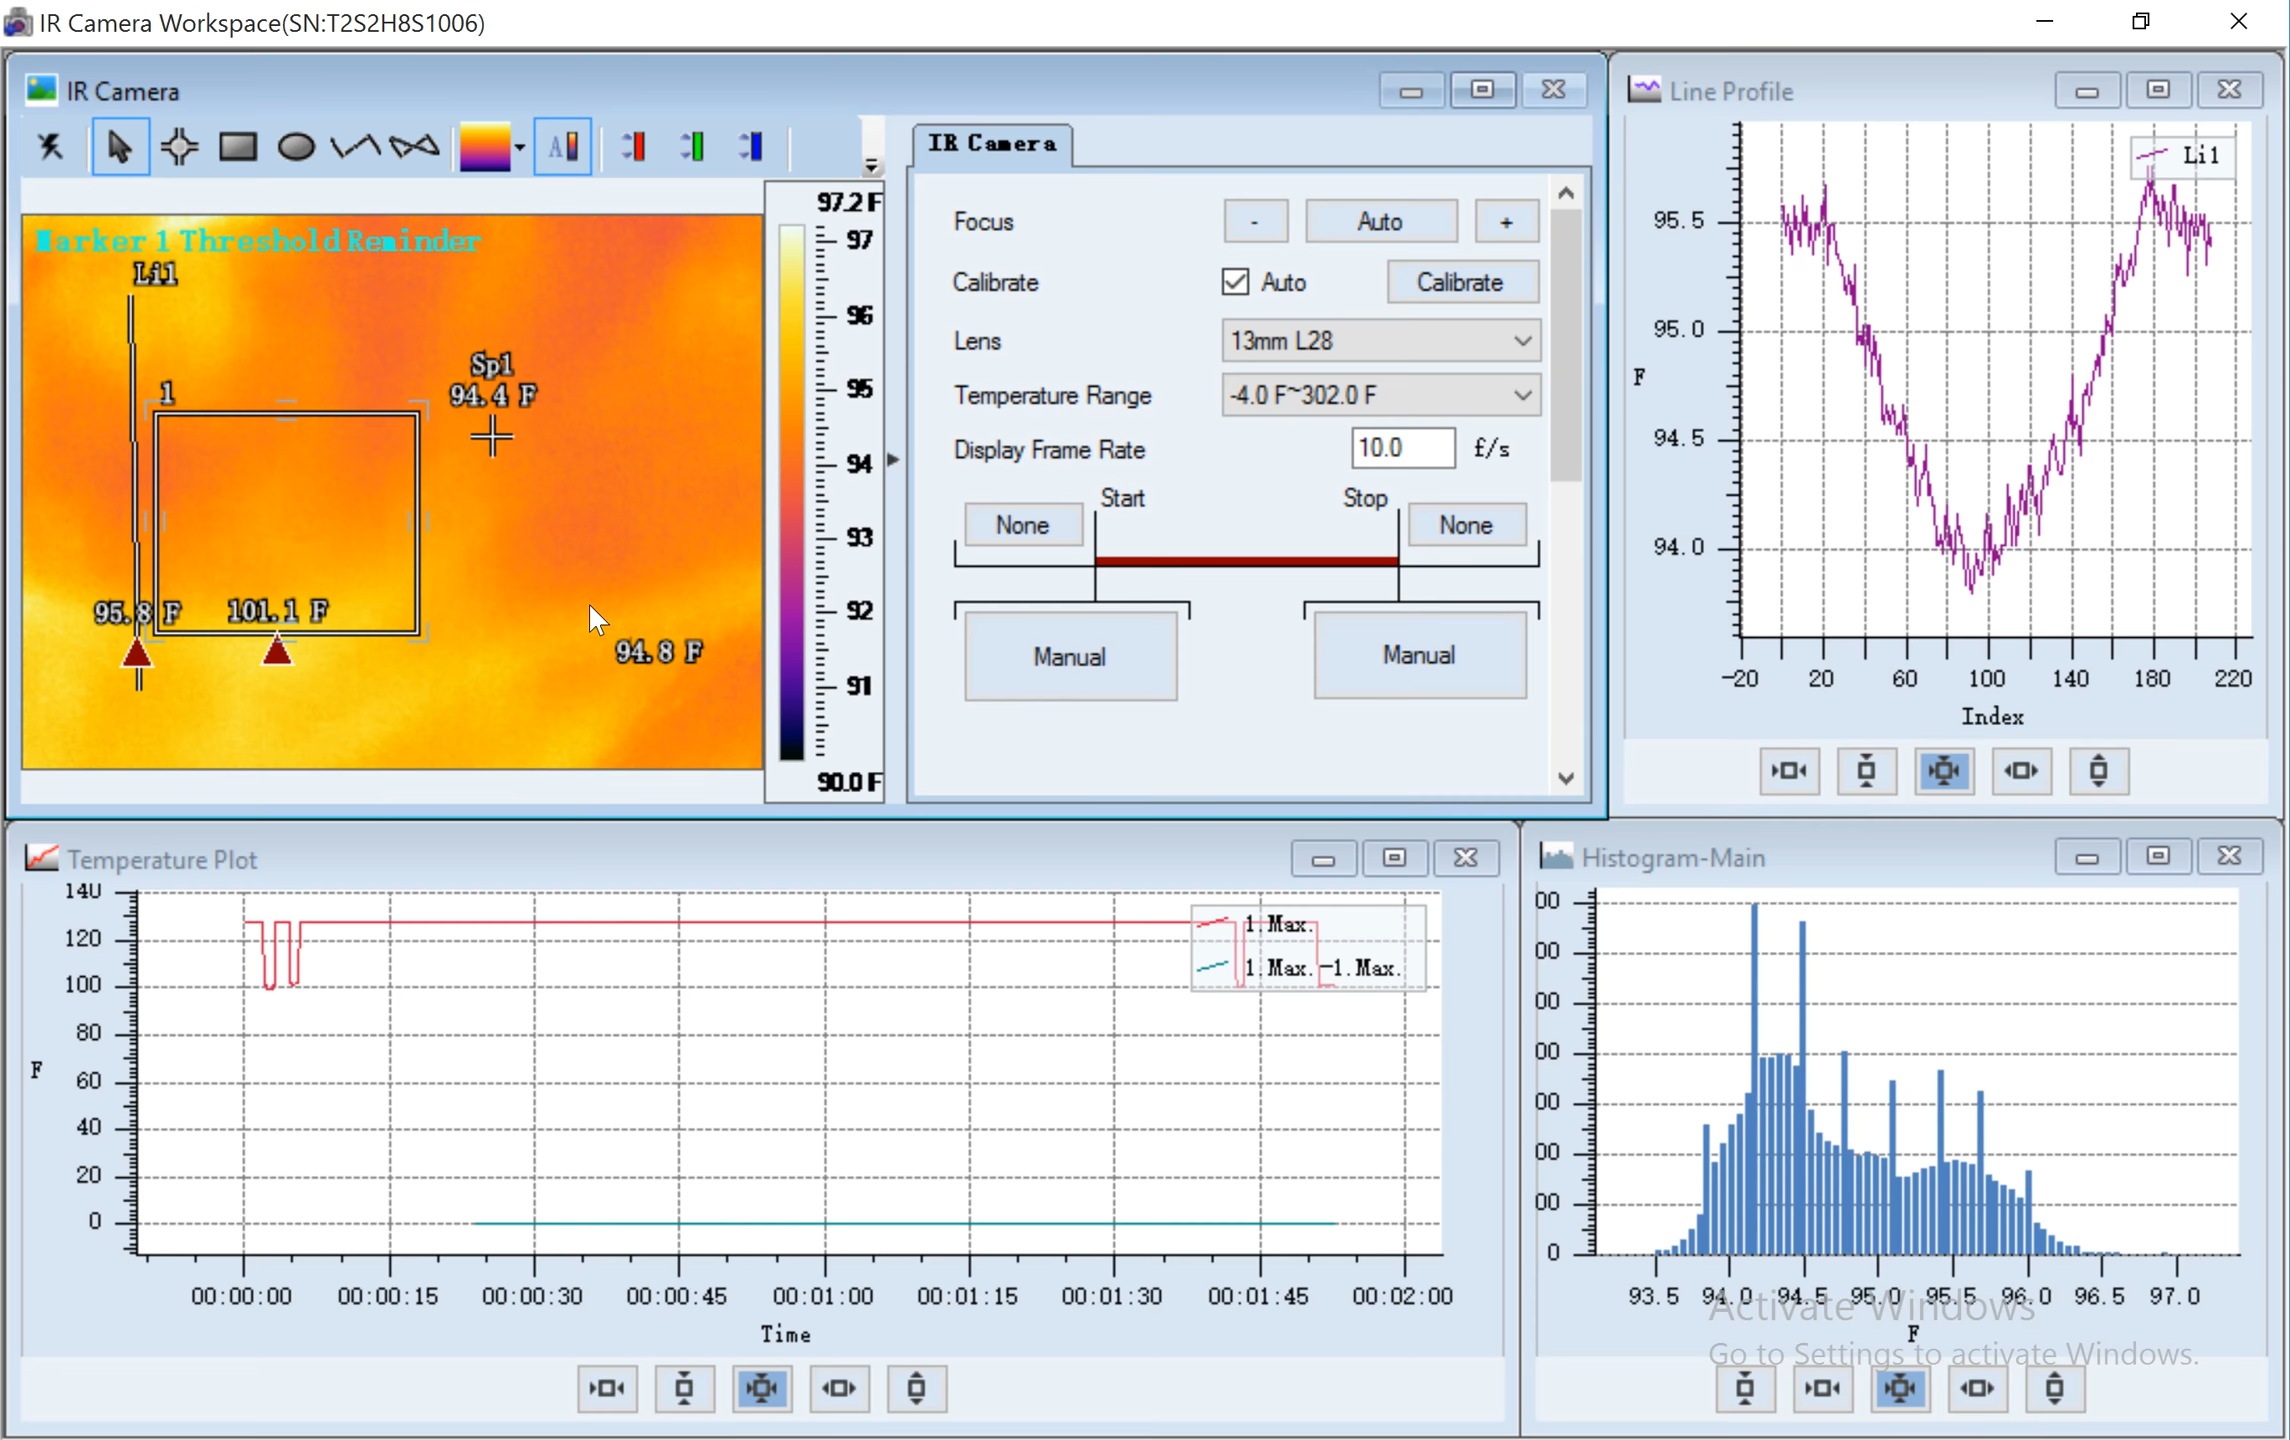 IR Camera Workspace(SN:T2S2H8S1006)
IR Camera
Marker 1 Threshold Reminder
Li1
1
Sp1
94.4 F
95.8 F
101.1 F
94.8 F
97.2 F
97
96
95
94
93
92
91
90.0 F
IR Camera
Focus - Auto +
Calibrate Auto Calibrate
Lens 13mm L28
Temperature Range -4.0 F~302.0 F
Display Frame Rate 10.0 f/s
Start Stop
None None
Manual Manual
Line Profile
Li1
95.5
95.0
F
94.5
94.0
-20 20 60 100 140 180 220
Index
Temperature Plot
140
120
100
80
F
60
40
20
0
1.Max.
1.Max.-1.Max.
00:00:00 00:00:15 00:00:30 00:00:45 00:01:00 00:01:15 00:01:30 00:01:45 00:02:00
Time
Histogram-Main
00
00
00
00
00
00
00
0
93.5 94.0 94.5 95.0 95.5 96.0 96.5 97.0
F
Activate Windows
Go to Settings to activate Windows.